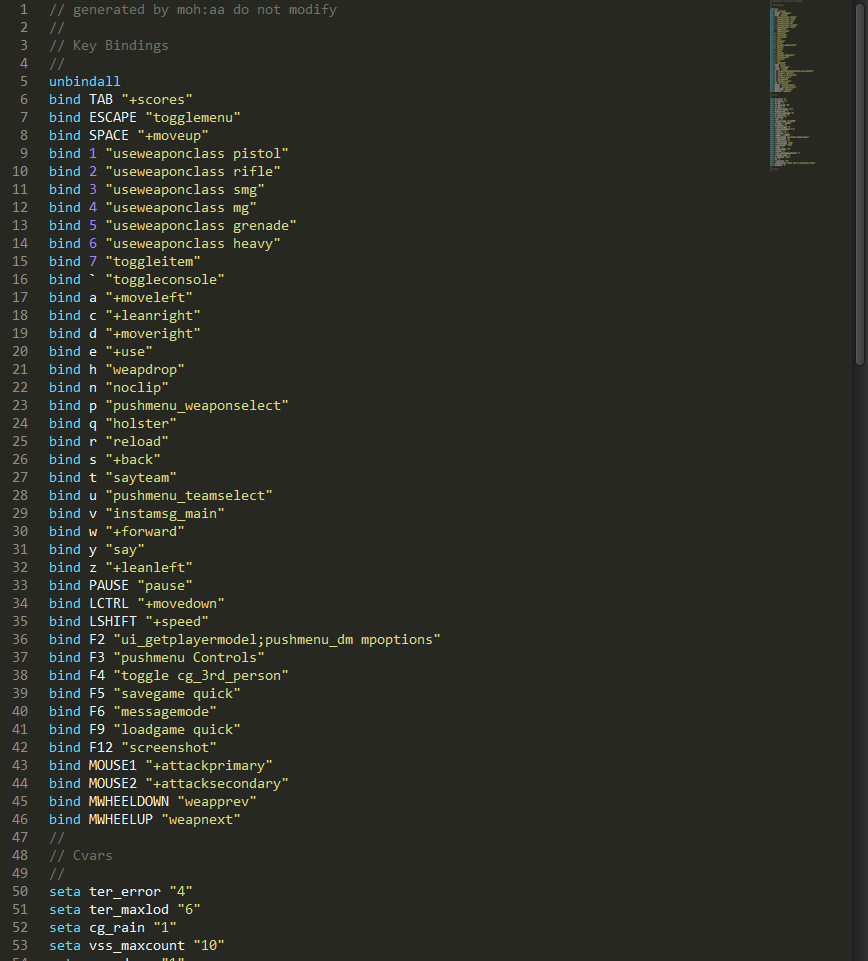 1 // generated by moh:aa do not modify
2 //
3 // Key Bindings
4 //
5 unbindall
6 bind TAB "+scores"
7 bind ESCAPE "togglemenu"
8 bind SPACE "+moveup"
9 bind 1 "useweaponclass pistol"
10 bind 2 "useweaponclass rifle"
11 bind 3 "useweaponclass smg"
12 bind 4 "useweaponclass mg"
13 bind 5 "useweaponclass grenade"
14 bind 6 "useweaponclass heavy"
15 bind 7 "toggleitem"
16 bind ` "toggleconsole"
17 bind a "+moveleft"
18 bind c "+leanright"
19 bind d "+moveright"
20 bind e "+use"
21 bind h "weapdrop"
22 bind n "noclip"
23 bind p "pushmenu_weaponselect"
24 bind q "holster"
25 bind r "reload"
26 bind s "+back"
27 bind t "sayteam"
28 bind u "pushmenu_teamselect"
29 bind v "instamsg_main"
30 bind w "+forward"
31 bind y "say"
32 bind z "+leanleft"
33 bind PAUSE "pause"
34 bind LCTRL "+movedown"
35 bind LSHIFT "+speed"
36 bind F2 "ui_getplayermodel;pushmenu_dm mpoptions"
37 bind F3 "pushmenu Controls"
38 bind F4 "toggle cg_3rd_person"
39 bind F5 "savegame quick"
40 bind F6 "messagemode"
41 bind F9 "loadgame quick"
42 bind F12 "screenshot"
43 bind MOUSE1 "+attackprimary"
44 bind MOUSE2 "+attacksecondary"
45 bind MWHEELDOWN "weapprev"
46 bind MWHEELUP "weapnext"
47 //
48 // Cvars
49 //
50 seta ter_error "4"
51 seta ter_maxlod "6"
52 seta cg_rain "1"
53 seta vss_maxcount "10"